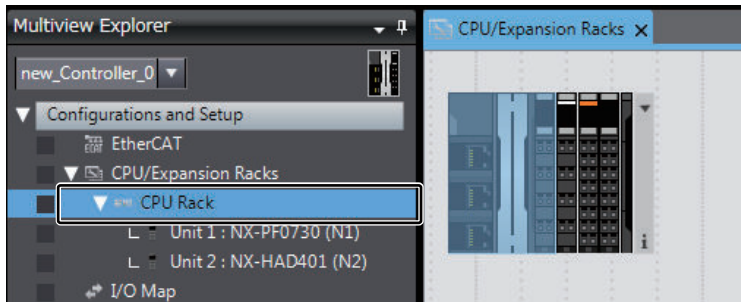 Multiview Explorer
new_Controller_0
Configurations and Setup
EtherCAT
CPU/Expansion Racks
CPU Rack
Unit 1 : NX-PF0730 (N1)
Unit 2 : NX-HAD401 (N2)
I/O Map
CPU/Expansion Racks
i